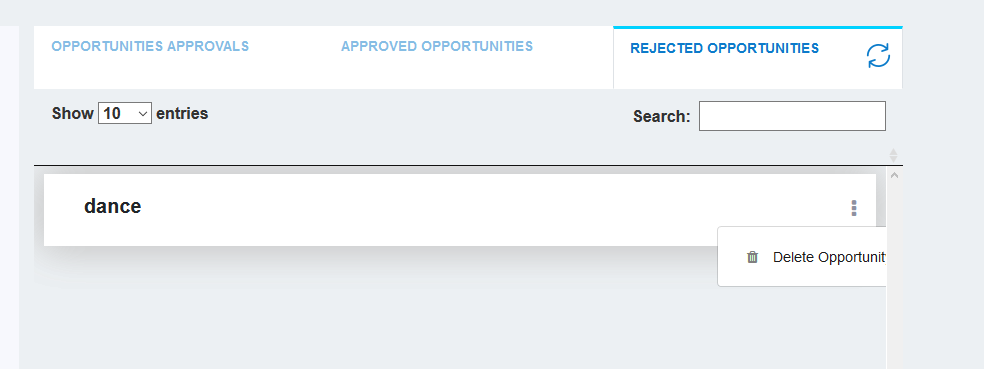 OPPORTUNITIES APPROVALS
APPROVED OPPORTUNITIES
REJECTED OPPORTUNITIES
Show 10 entries
Search:
dance
Delete Opportunit